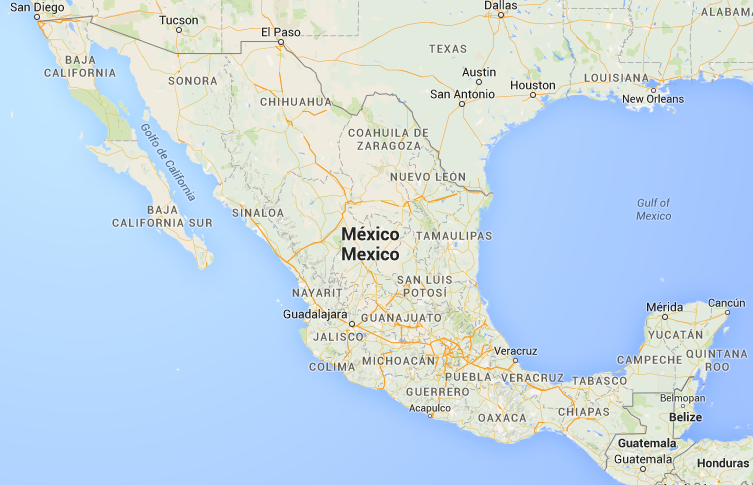 San Diego
Tucson
El Paso
Dallas
ALABAMA
TEXAS
BAJA
CALIFORNIA
SONORA
Austin
San Antonio
Houston
LOUISIANA
New Orleans
CHIHUAHUA
COAHUILA DE
ZARAGOZA
Golfo de California
NUEVO LEON
BAJA
CALIFORNIA SUR
SINALOA
Gulf of
Mexico
México
Mexico
TAMAULIPAS
SAN LUIS
POTOSÍ
NAYARIT
Guadalajara
GUANAJUATO
JALISCO
Mérida
Cancún
YUCATÁN
COLIMA
MICHOACÁN
Veracruz
CAMPECHE
QUINTANA
ROO
PUEBLA
VERACRUZ
TABASCO
GUERRERO
Acapulco
OAXACA
CHIAPAS
Belmopan
Belize
Guatemala
Guatemala
Honduras